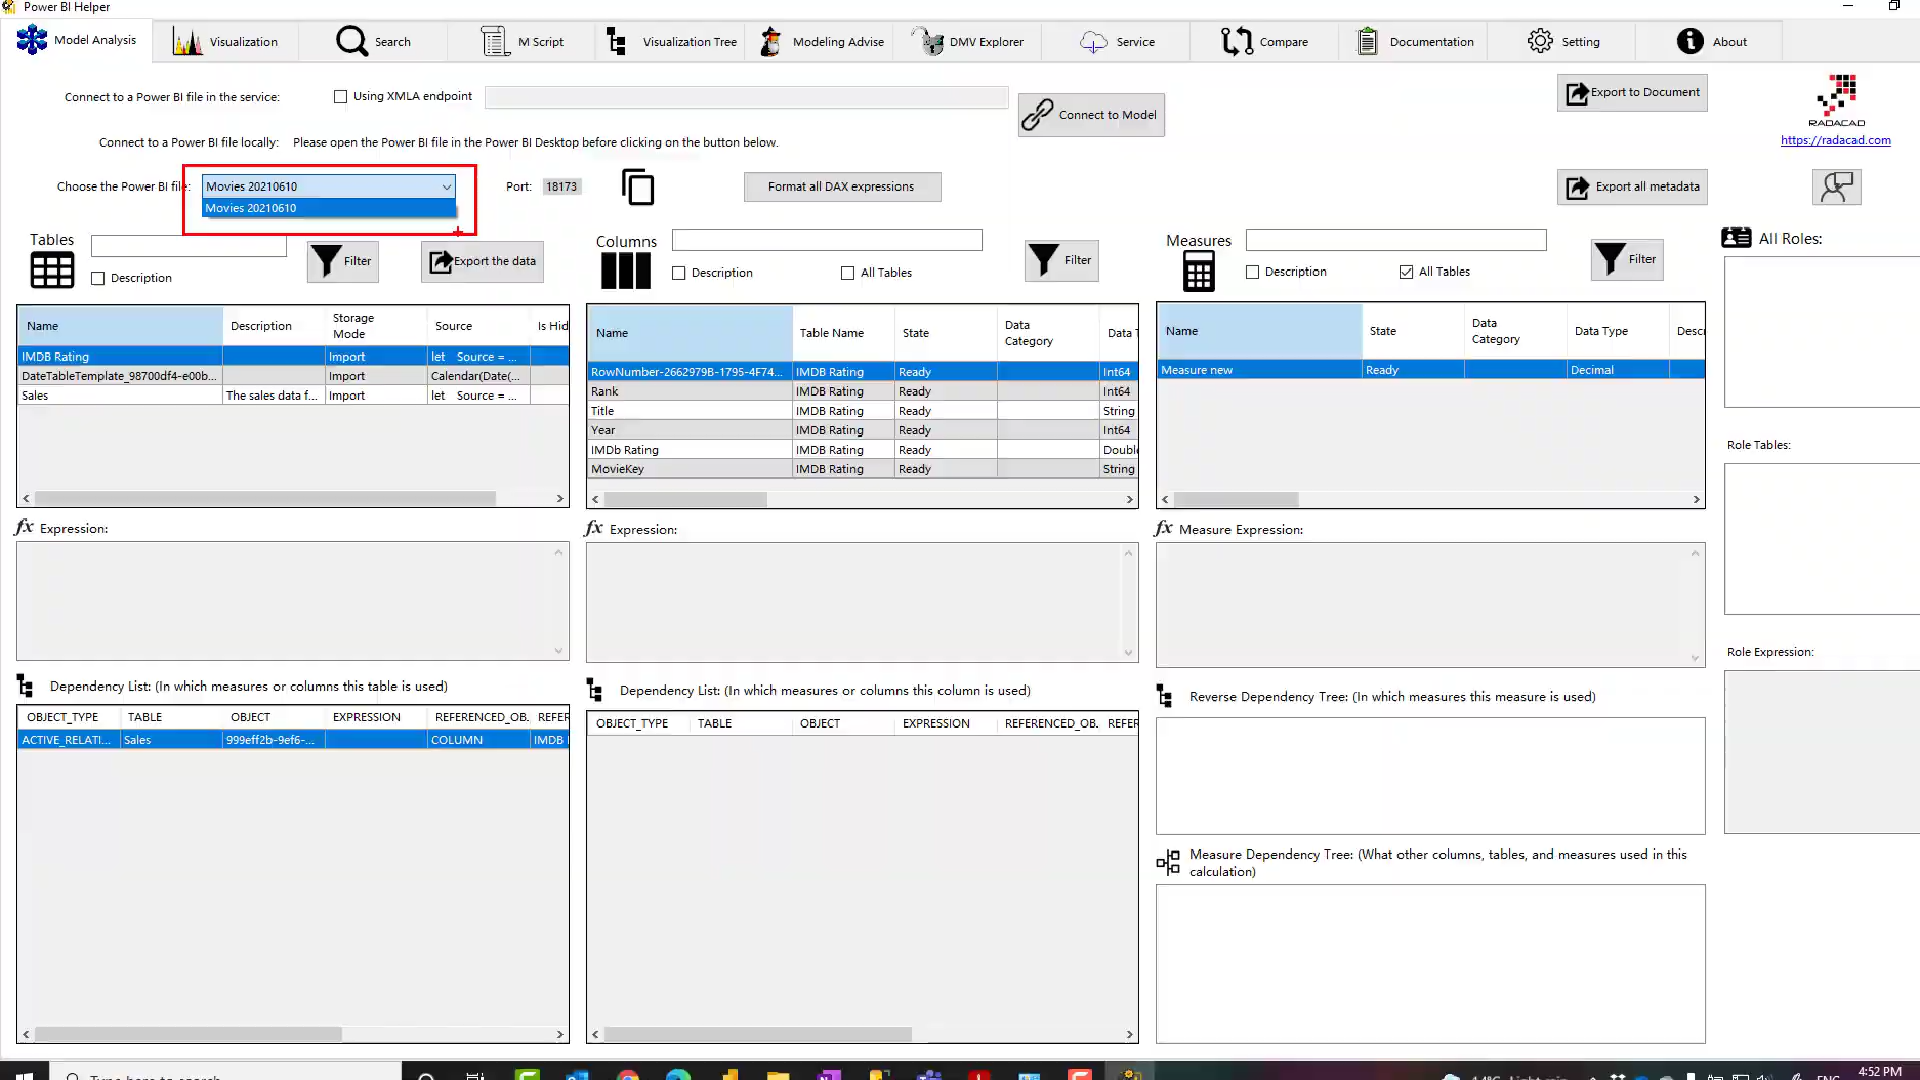 Power BI Helper
Model Analysis
Visualization
Search
M Script
Visualization Tree
Modeling Advise
DMV Explorer
Service
Compare
Documentation
Setting
About
Connect to a Power BI file in the service:
Using XMLA endpoint
Connect to Model
Export to Document
RADACAD
https://radacad.com
Connect to a Power BI file locally: Please open the Power BI file in the Power BI Desktop before clicking on the button below.
Choose the Power BI file:
Movies 20210610
Movies 20210610
Port: 18173
Format all DAX expressions
Export all metadata
Tables
Description
Filter
Export the data
Columns
Description
All Tables
Filter
Measures
Description
All Tables
Filter
All Roles:
Name Description Storage Mode Source Is Hid
IMDB Rating Import let Source = ...
DateTableTemplate_98700df4-e00b... Import Calendar(Date(...
Sales The sales data f... Import let Source = ...
Name Table Name State Data Category Data T
RowNumber-2662979B-1795-4F74... IMDB Rating Ready Int64
Rank IMDB Rating Ready Int64
Title IMDB Rating Ready String
Year IMDB Rating Ready Int64
IMDb Rating IMDB Rating Ready Double
MovieKey IMDB Rating Ready String
Name State Data Category Data Type Descr
Measure new Ready Decimal
Role Tables:
fx Expression:
fx Expression:
fx Measure Expression:
Role Expression:
Dependency List: (In which measures or columns this table is used)
OBJECT_TYPE TABLE OBJECT EXPRESSION REFERENCED_OB. REFER
ACTIVE_RELATI... Sales 999eff2b-9ef6-... COLUMN IMDB
Dependency List: (In which measures or columns this column is used)
OBJECT_TYPE TABLE OBJECT EXPRESSION REFERENCED_OB. REFER
Reverse Dependency Tree: (In which measures this measure is used)
Measure Dependency Tree: (What other columns, tables, and measures used in this
calculation)
Type here to search
14°C Light rain
ENG
4:52 PM